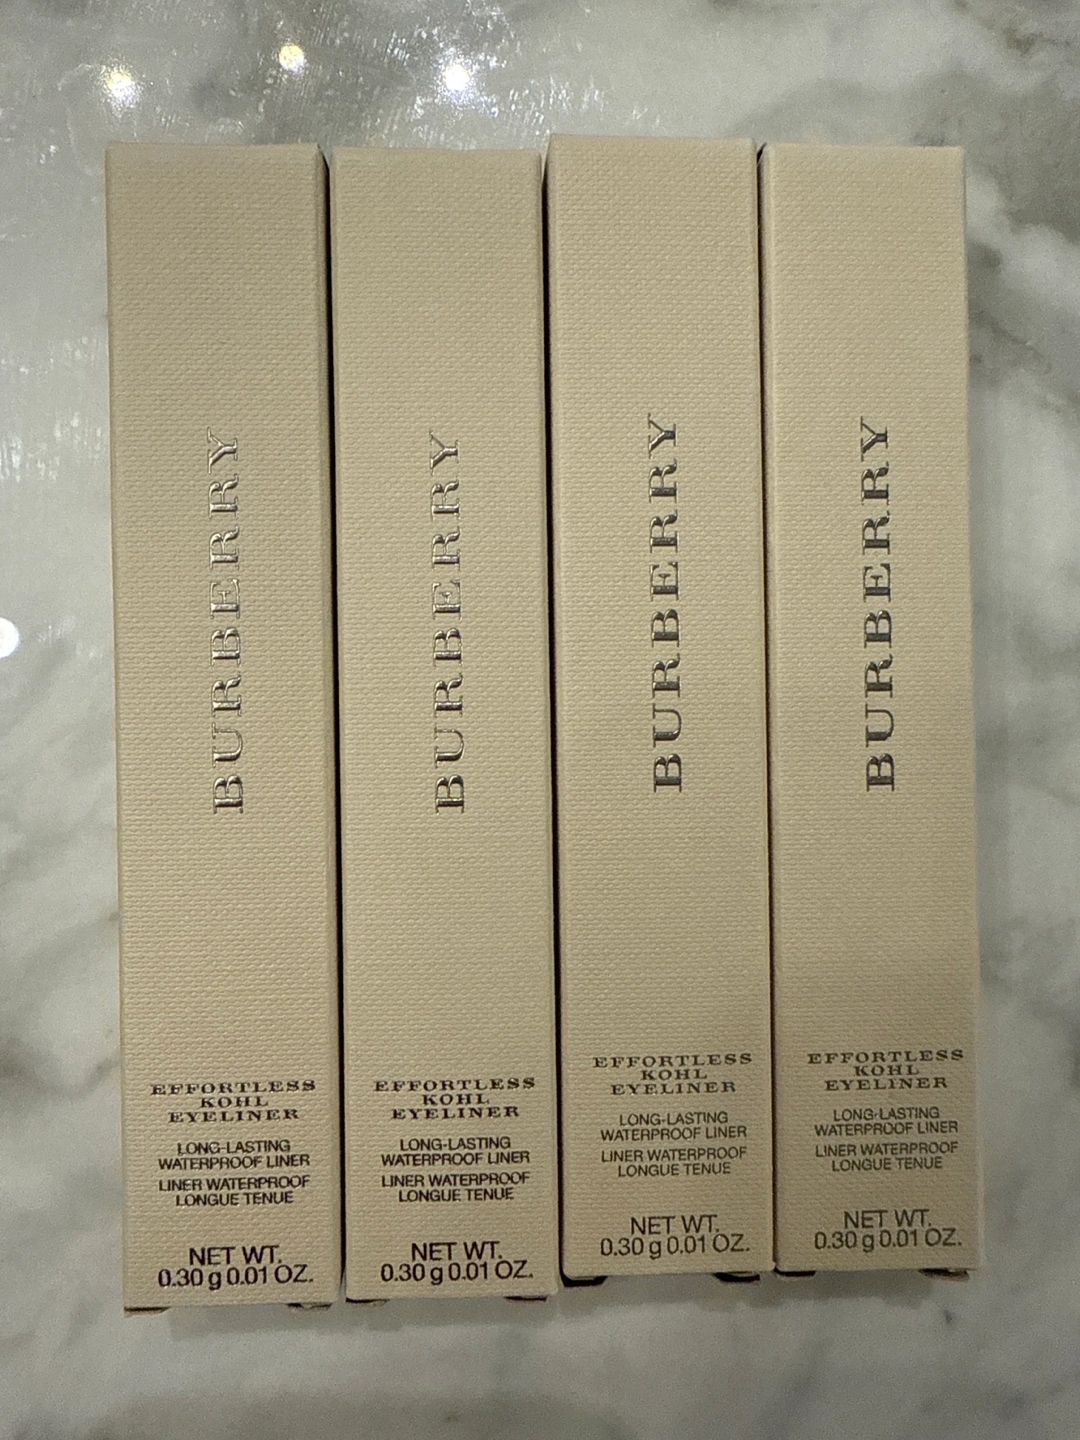 BURBERRY
EFFORTLESS
KOHL
EYELINER
LONG-LASTING
WATERPROOF LINER
LINER WATERPROOF
LONGUE TENUE
NET WT.
0.30 g 0.01 OZ.
BURBERRY
EFFORTLESS
KOHL
EYELINER
LONG-LASTING
WATERPROOF LINER
LINER WATERPROOF
LONGUE TENUE
NET WT.
0.30 g 0.01 OZ.
BURBERRY
EFFORTLESS
KOHL
EYELINER
LONG-LASTING
WATERPROOF LINER
LINER WATERPROOF
LONGUE TENUE
NET WT.
0.30 g 0.01 OZ.
BURBERRY
EFFORTLESS
KOHL
EYELINER
LONG-LASTING
WATERPROOF LINER
LINER WATERPROOF
LONGUE TENUE
NET WT.
0.30 g 0.01 OZ.